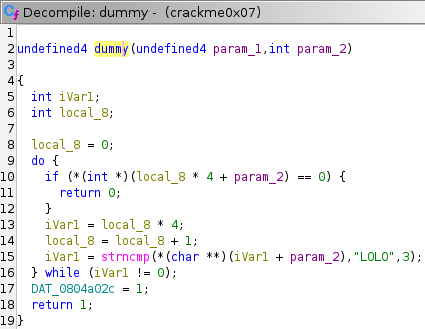 Decompile: dummy - (crackme0x07)
1
2 undefined4 dummy(undefined4 param_1,int param_2)
3
4 {
5 int iVar1;
6 int local_8;
7
8 local_8 = 0;
9 do {
10 if (*(int *)(local_8 * 4 + param_2) == 0) {
11 return 0;
12 }
13 iVar1 = local_8 * 4;
14 local_8 = local_8 + 1;
15 iVar1 = strncmp(*(char **)(iVar1 + param_2),"LOLO",3);
16 } while (iVar1 != 0);
17 DAT_0804a02c = 1;
18 return 1;
19 }